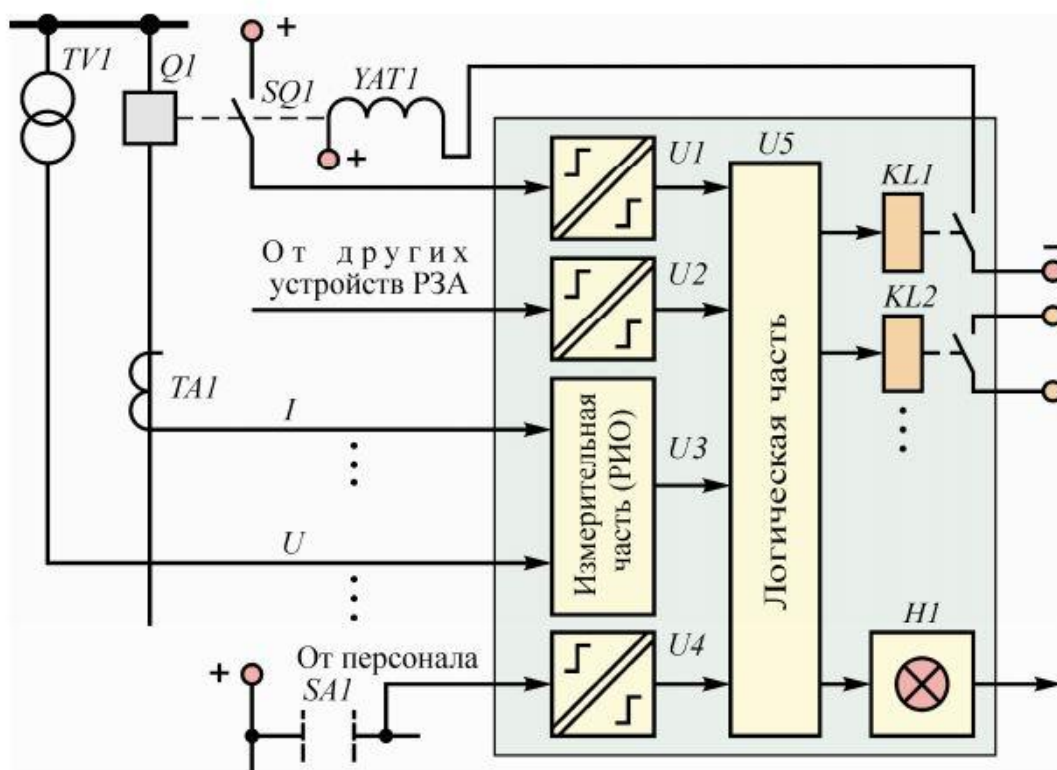 +
TV1
Q1
SQ1
YAT1
+
U1
U5
KL1
От других
устройств РЗА
U2
–
KL2
TA1
I
Измерительная
часть (РИО)
U3
Логическая часть
U
H1
От персонала
U4
+
SA1